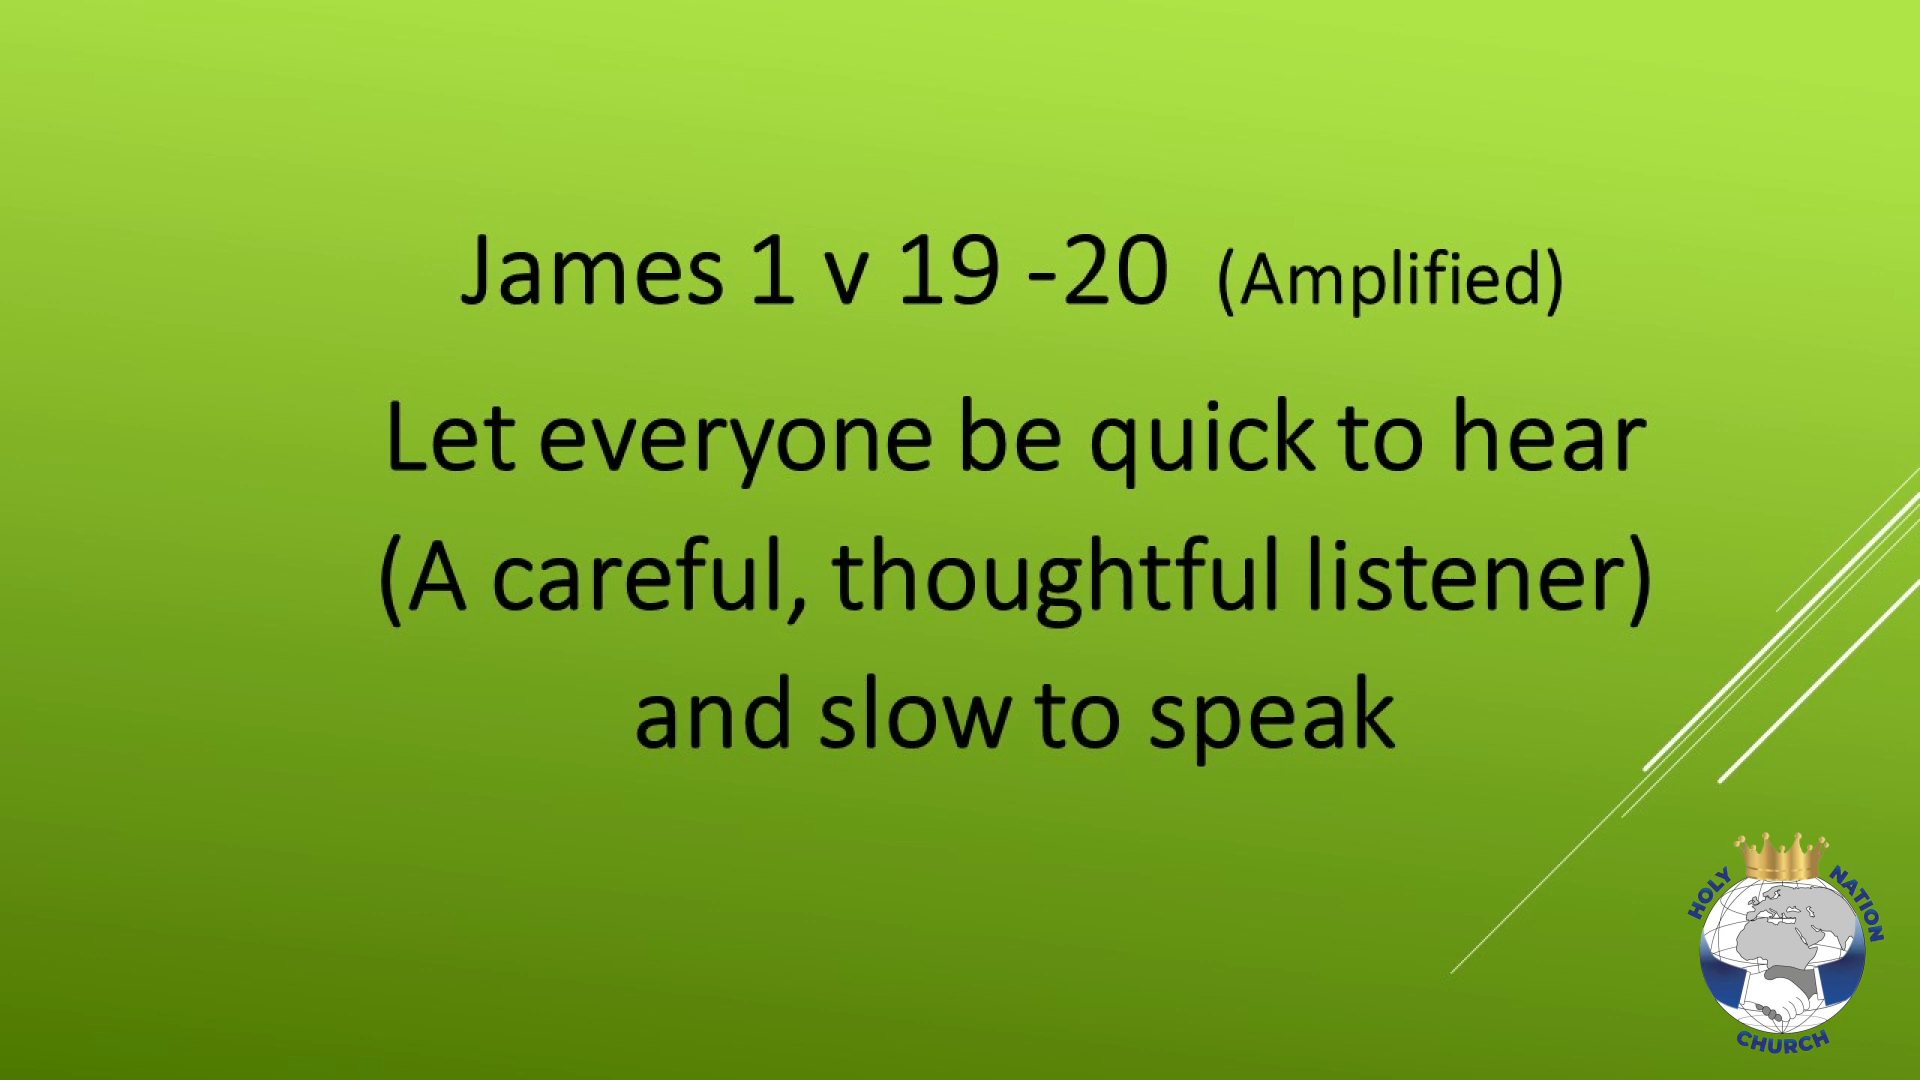 James 1 v 19 -20 (Amplified)
Let everyone be quick to hear
(A careful, thoughtful listener)
and slow to speak
HOLY NATION
CHURCH